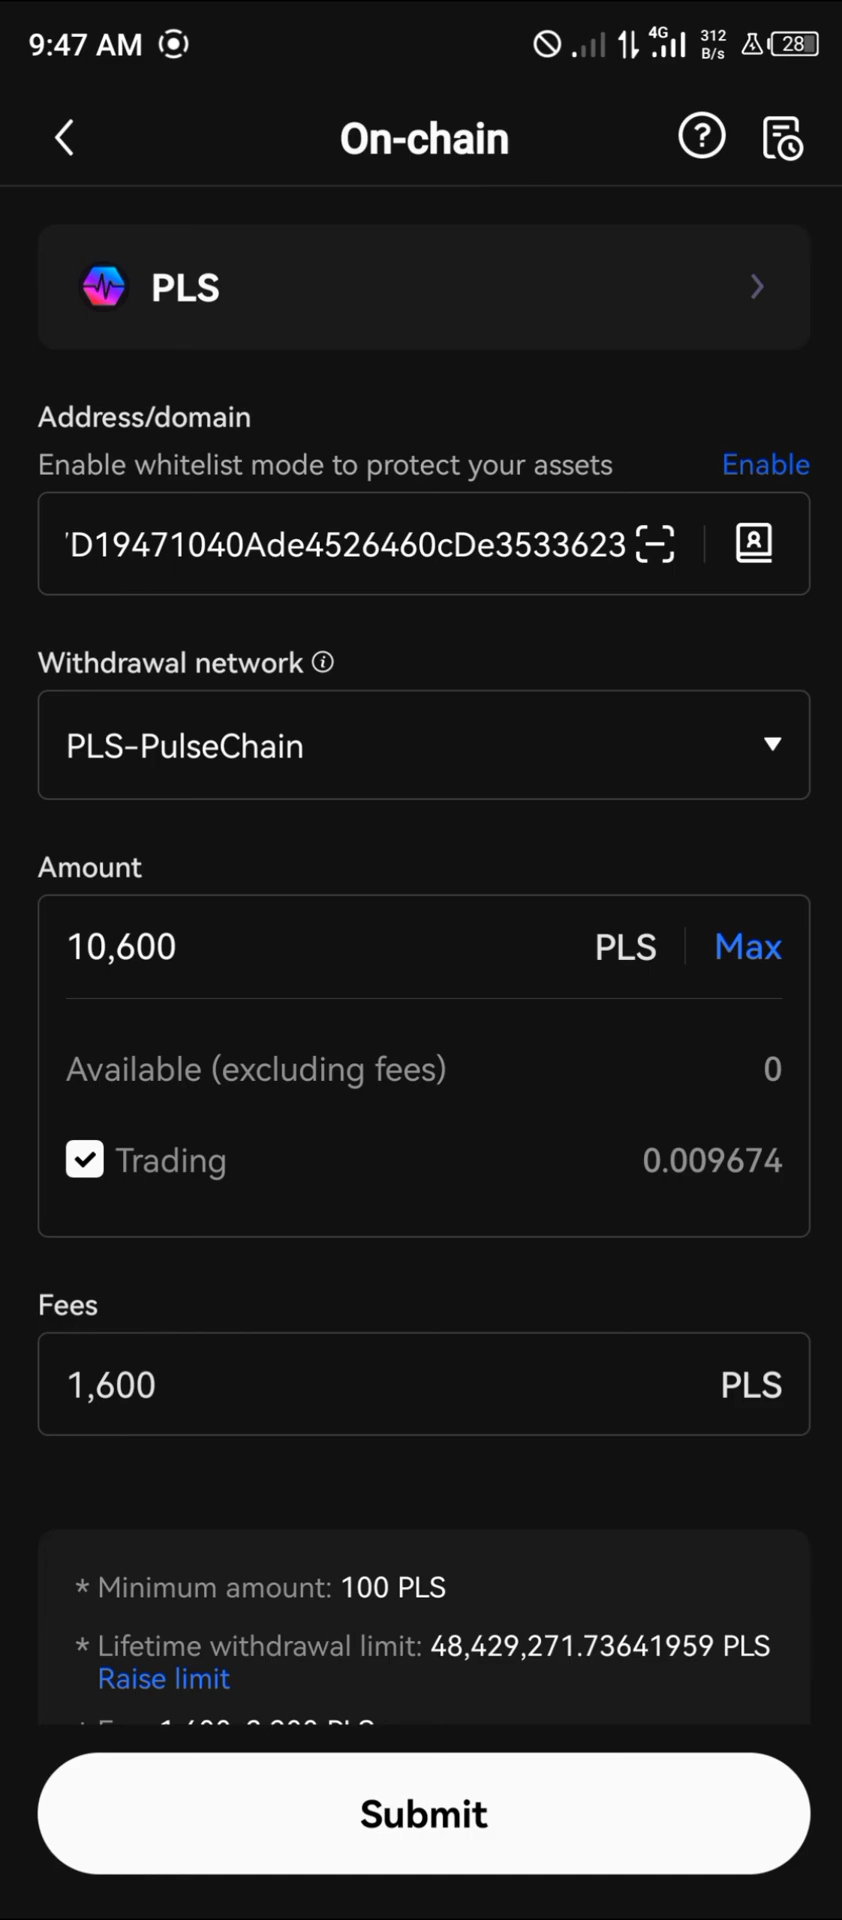 9:47 AM
4G
312
B/s
28
On-chain
PLS
Address/domain
Enable whitelist mode to protect your assets
Enable
D19471040Ade4526460cDe3533623
Withdrawal network
PLS-PulseChain
Amount
10,600
PLS
Max
Available (excluding fees)
0
Trading
0.009674
Fees
1,600
PLS
* Minimum amount: 100 PLS
* Lifetime withdrawal limit: 48,429,271.73641959 PLS
Raise limit
Submit